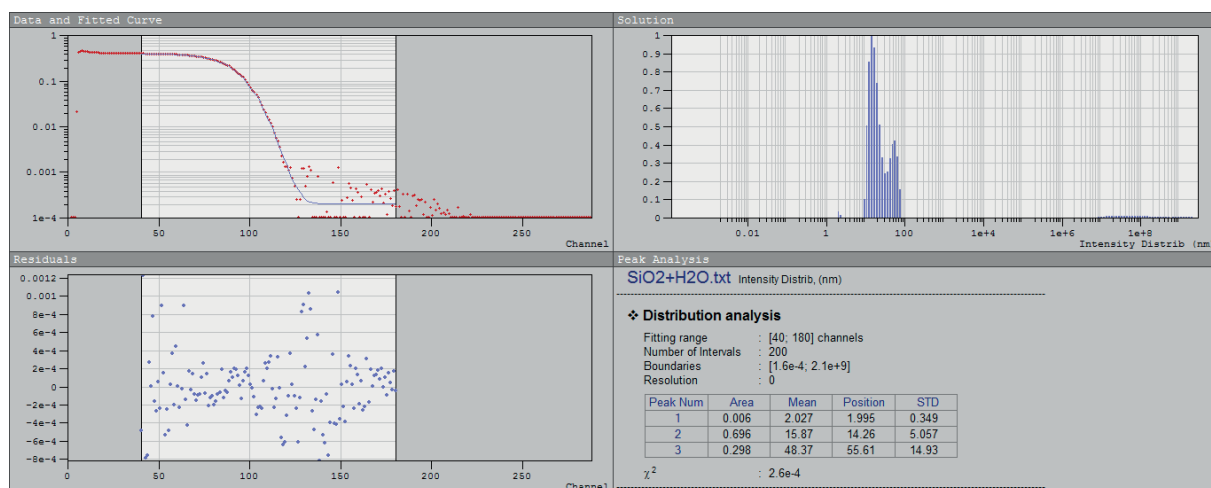 Data and Fitted Curve
1
0.1
0.01
0.001
1e-4
0 50 100 150 200 250
Channel
Solution
1
0.9
0.8
0.7
0.6
0.5
0.4
0.3
0.2
0.1
0
0.01 1 100 1e+4 1e+6 1e+8
Intensity Distrib (nm
Residuals
0.0012
0.001
8e-4
6e-4
4e-4
2e-4
0
-2e-4
-4e-4
-6e-4
-8e-4
0 50 100 150 200 250
Channel
Peak Analysis
SiO2+H2O.txt Intensity Distrib, (nm)
❖ Distribution analysis
Fitting range : [40; 180] channels
Number of Intervals : 200
Boundaries : [1.6e-4; 2.1e+9]
Resolution : 0
Peak Num Area Mean Position STD
1 0.006 2.027 1.995 0.349
2 0.696 15.87 14.26 5.057
3 0.298 48.37 55.61 14.93
χ2 : 2.6e-4